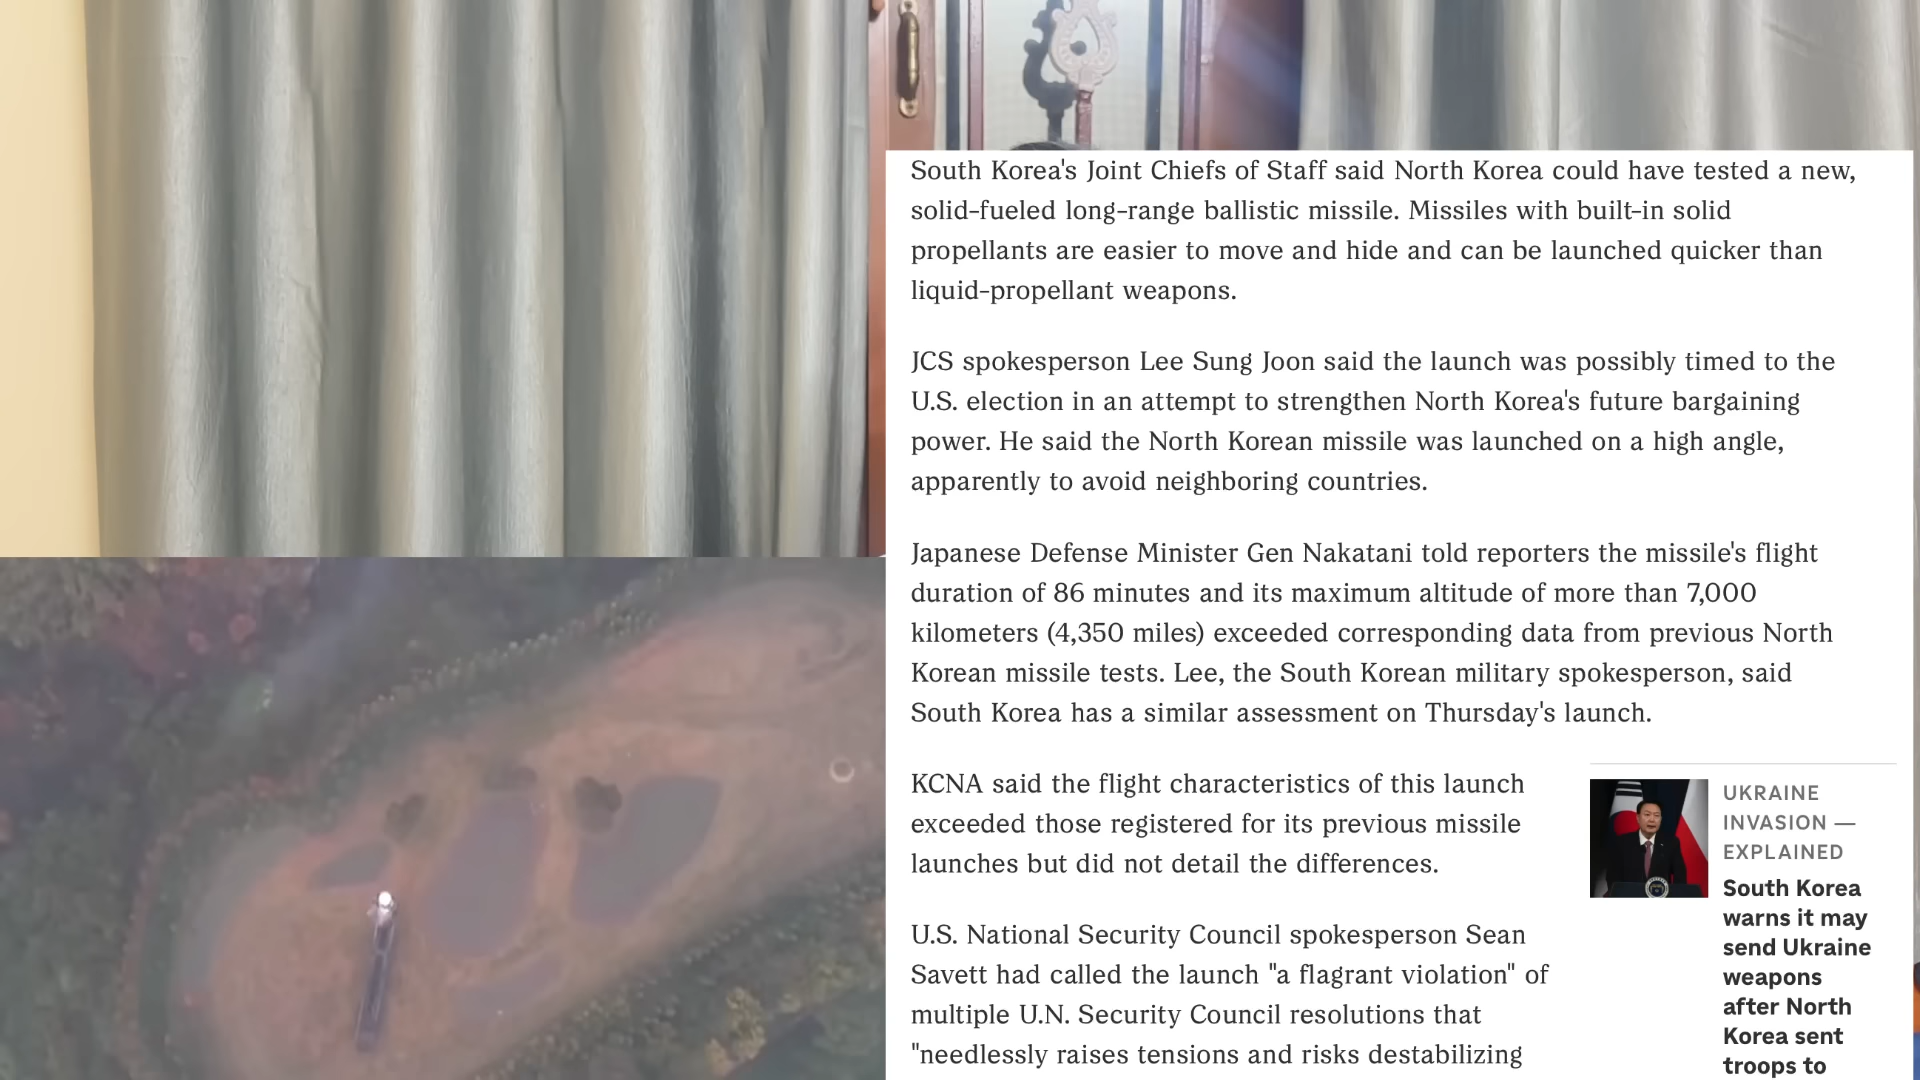 South Korea's Joint Chiefs of Staff said North Korea could have tested a new,
solid-fueled long-range ballistic missile. Missiles with built-in solid
propellants are easier to move and hide and can be launched quicker than
liquid-propellant weapons.
JCS spokesperson Lee Sung Joon said the launch was possibly timed to the
U.S. election in an attempt to strengthen North Korea's future bargaining
power. He said the North Korean missile was launched on a high angle,
apparently to avoid neighboring countries.
Japanese Defense Minister Gen Nakatani told reporters the missile's flight
duration of 86 minutes and its maximum altitude of more than 7,000
kilometers (4,350 miles) exceeded corresponding data from previous North
Korean missile tests. Lee, the South Korean military spokesperson, said
South Korea has a similar assessment on Thursday's launch.
KCNA said the flight characteristics of this launch
exceeded those registered for its previous missile
launches but did not detail the differences.
U.S. National Security Council spokesperson Sean
Savett had called the launch "a flagrant violation" of
multiple U.N. Security Council resolutions that
"needlessly raises tensions and risks destabilizing
UKRAINE
INVASION —
EXPLAINED
South Korea
warns it may
send Ukraine
weapons
after North
Korea sent
troops to